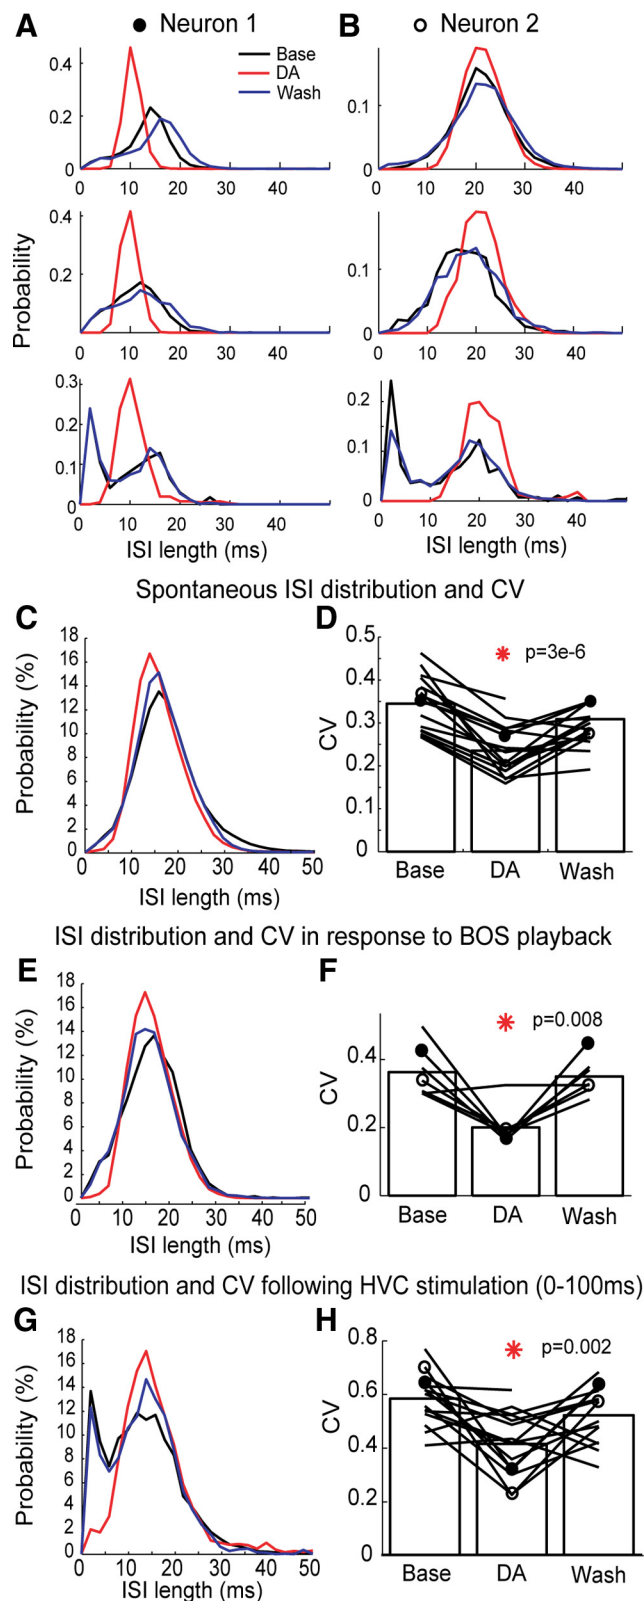 A ● Neuron 1 B ○ Neuron 2
Base
DA
Wash
0.4
0.2
0
10 20 30 40
0.1
0
10 20 30 40
Probability
0.4
0.2
0
10 20 30 40
0.1
0
10 20 30 40
0.3
0.2
0.1
0
10 20 30 40
ISI length (ms)
0.2
0.1
0
10 20 30 40
ISI length (ms)
Spontaneous ISI distribution and CV
C
Probability (%)
18
16
14
12
10
8
6
4
2
0
0 10 20 30 40 50
ISI length (ms)
D
CV
0.5
0.4
0.3
0.2
0.1
0
* p=3e-6
Base DA Wash
ISI distribution and CV in response to BOS playback
E
Probability (%)
18
16
14
12
10
8
6
4
2
0
0 10 20 30 40 50
ISI length (ms)
F
CV
0.4
0.2
0
* p=0.008
Base DA Wash
ISI distribution and CV following HVC stimulation (0-100ms)
G
Probability (%)
18
16
14
12
10
8
6
4
2
0
0 10 20 30 40 50
ISI length (ms)
H
CV
0.8
0.6
0.4
0.2
0
* p=0.002
Base DA Wash